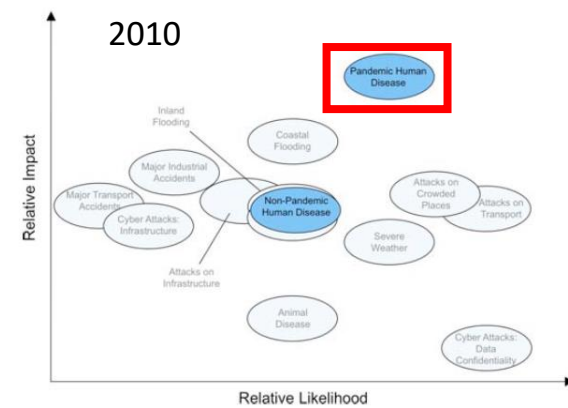 2010
Pandemic Human
Disease
Inland
Flooding
Coastal
Flooding
Major Industrial
Accidents
Major Transport
Accidents
Cyber Attacks:
Infrastructure
Non-Pandemic
Human Disease
Attacks on
Crowded
Places
Attacks on
Transport
Severe
Weather
Attacks on
Infrastructure
Animal
Disease
Cyber Attacks:
Data
Confidentiality
Relative Impact
Relative Likelihood